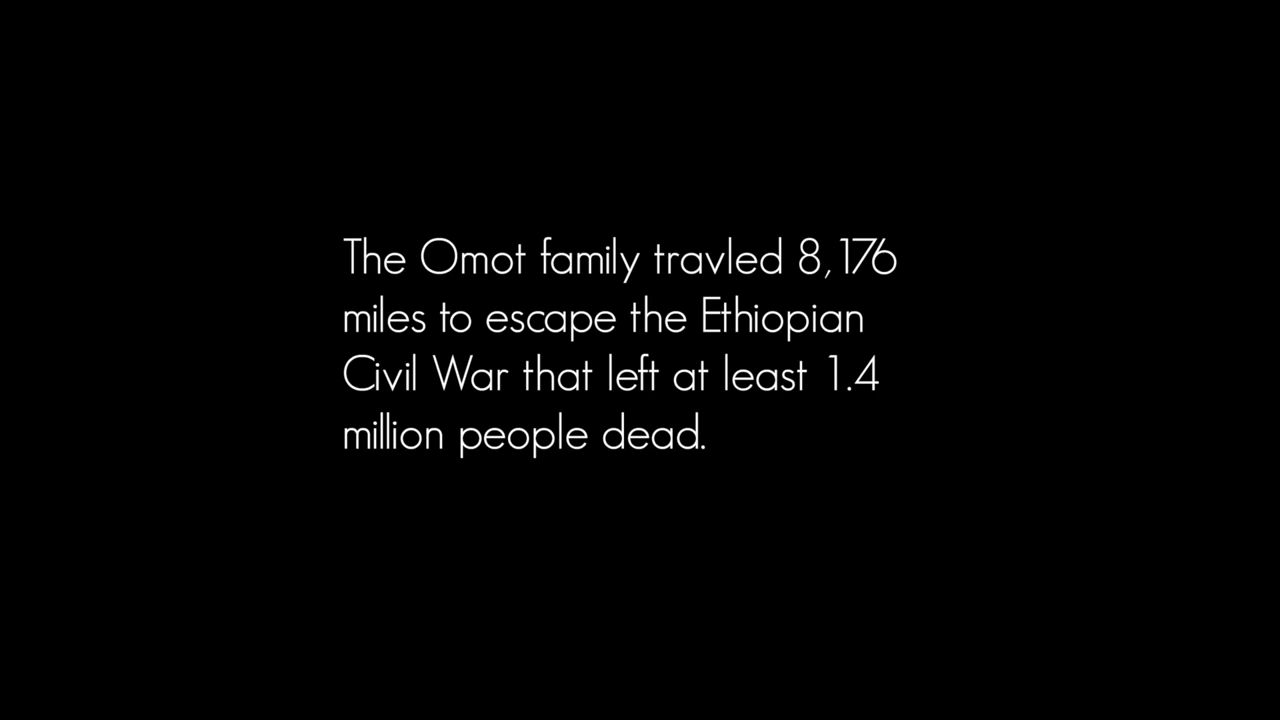 The Omot family travled 8,176
miles to escape the Ethiopian
Civil War that left at least 1.4
million people dead.